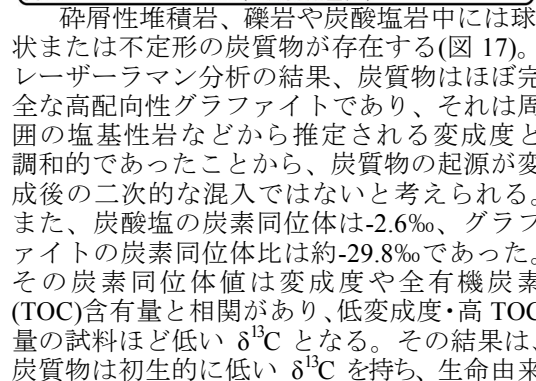 砕屑性堆積岩、礫岩や炭酸塩岩中には球
状または不定形の炭質物が存在する(図 17)。
レーザーラマン分析の結果、炭質物はほぼ完
全な高配向性グラファイトであり、それは周
囲の塩基性岩などから推定される変成度と
調和的であったことから、炭質物の起源が変
成後の二次的な混入ではないと考えられる。
また、炭酸塩の炭素同位体は-2.6‰、グラフ
ァイトの炭素同位体比は約-29.8‰であった。
その炭素同位体値は変成度や全有機炭素
(TOC)含有量と相関があり、低変成度・高 TOC
量の試料ほど低い δ¹³C となる。その結果は、
炭質物は初生的に低い δ¹³C を持ち、生命由来